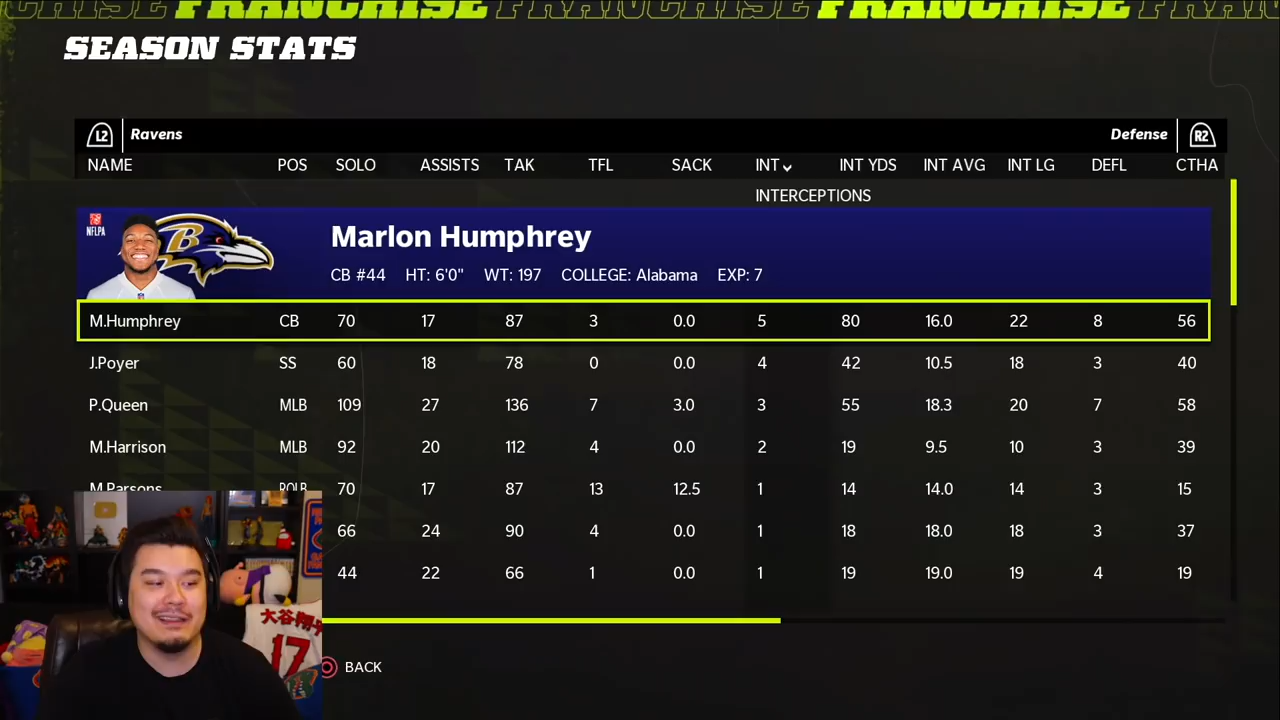 FRANCHISE FRANCHISE FRANCHISE FRANCHISE FRANCHISE
SEASON STATS
L2 Ravens Defense R2
NAME POS SOLO ASSISTS TAK TFL SACK INT INT YDS INT AVG INT LG DEFL CTHA
INTERCEPTIONS
NFLPA
B
Marlon Humphrey
CB #44 HT: 6'0" WT: 197 COLLEGE: Alabama EXP: 7
M.Humphrey CB 70 17 87 3 0.0 5 80 16.0 22 8 56
J.Poyer SS 60 18 78 0 0.0 4 42 10.5 18 3 40
P.Queen MLB 109 27 136 7 3.0 3 55 18.3 20 7 58
M.Harrison MLB 92 20 112 4 0.0 2 19 9.5 10 3 39
M.Parsons ROLB 70 17 87 13 12.5 1 14 14.0 14 3 15
66 24 90 4 0.0 1 18 18.0 18 3 37
44 22 66 1 0.0 1 19 19.0 19 4 19
大谷翔平
17
BACK